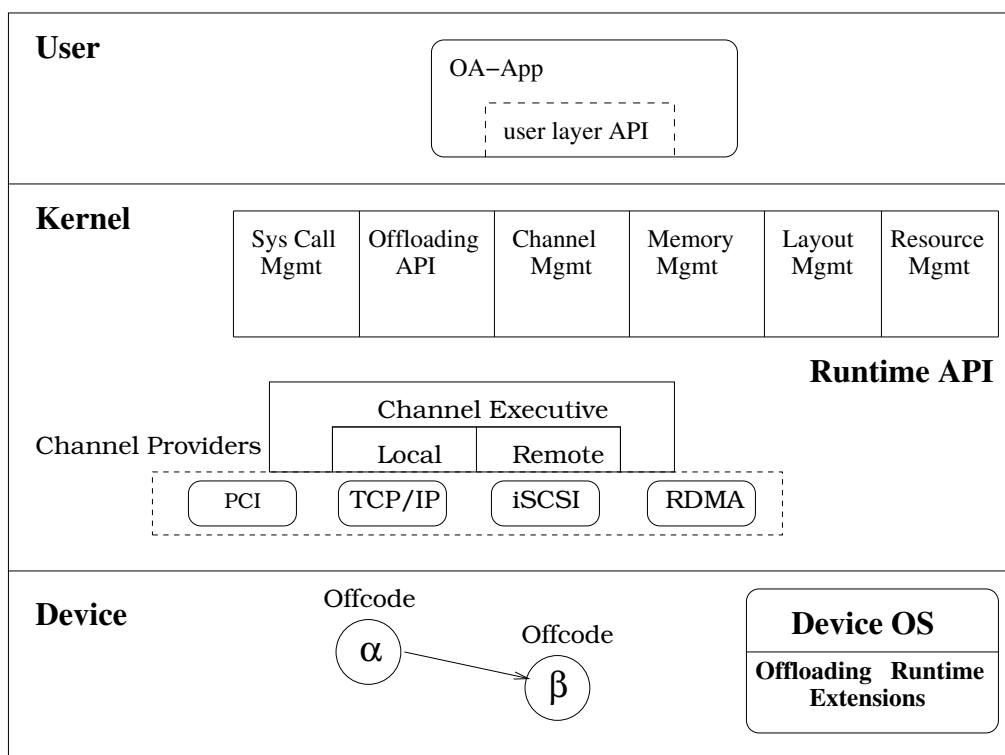 User
OA−App
user layer API
Kernel
Sys Call
Mgmt
Offloading
API
Channel
Mgmt
Memory
Mgmt
Layout
Mgmt
Resource
Mgmt
Runtime API
Channel Executive
Channel Providers
Local
Remote
PCI
TCP/IP
iSCSI
RDMA
Device
Offcode
α
Offcode
β
Device OS
Offloading Runtime
Extensions